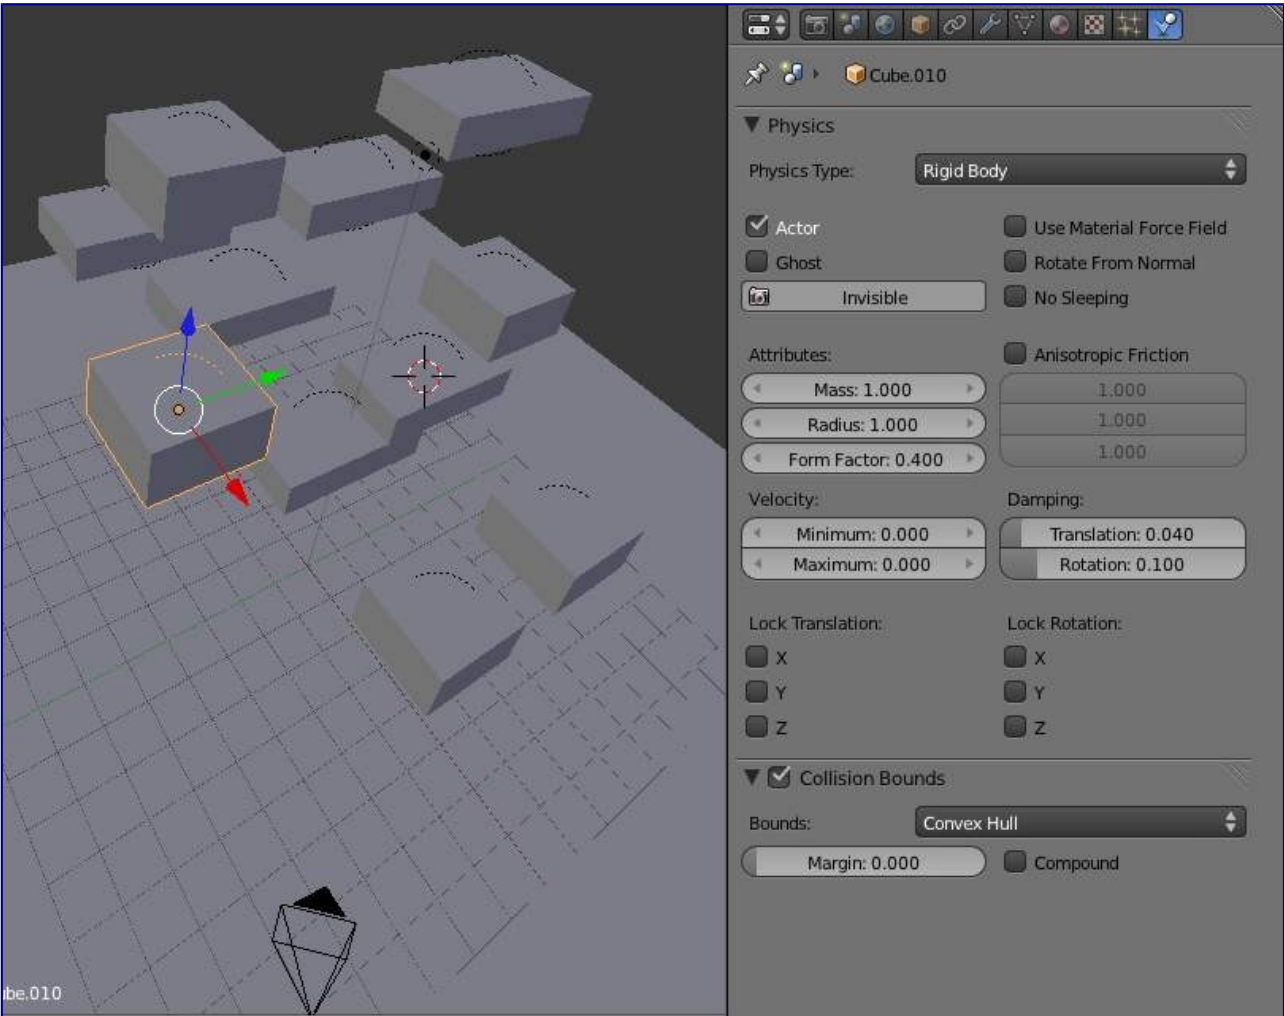 Cube.010
Physics
Physics Type: Rigid Body
Actor Use Material Force Field
Ghost Rotate From Normal
Invisible No Sleeping
Attributes: Anisotropic Friction
Mass: 1.000 1.000
Radius: 1.000 1.000
Form Factor: 0.400 1.000
Velocity: Damping:
Minimum: 0.000 Translation: 0.040
Maximum: 0.000 Rotation: 0.100
Lock Translation: Lock Rotation:
X X
Y Y
Z Z
Collision Bounds
Bounds: Convex Hull
Margin: 0.000 Compound
ube.010